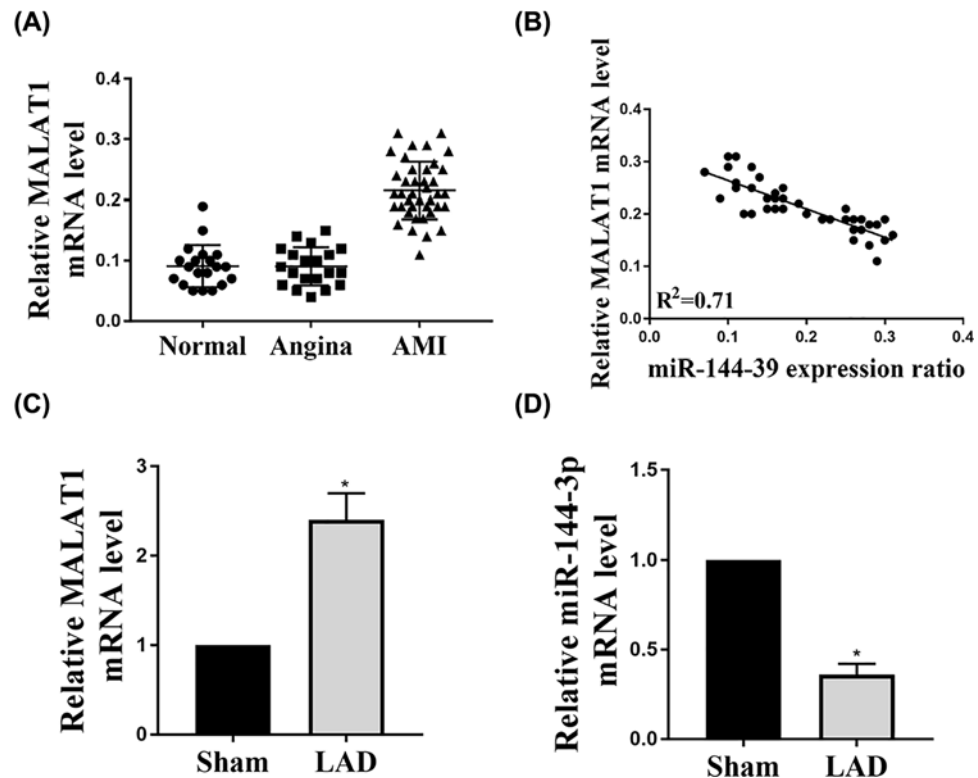 (A)
Relative MALAT1
mRNA level
0.4
0.3
0.2
0.1
0.0
Normal
Angina
AMI
(B)
Relative MALAT1 mRNA level
0.4
0.3
0.2
0.1
0.0
R²=0.71
0.0
0.1
0.2
0.3
0.4
miR-144-39 expression ratio
(C)
Relative MALAT1
mRNA level
3
2
1
0
*
Sham
LAD
(D)
Relative miR-144-3p
mRNA level
1.5
1.0
0.5
0.0
*
Sham
LAD